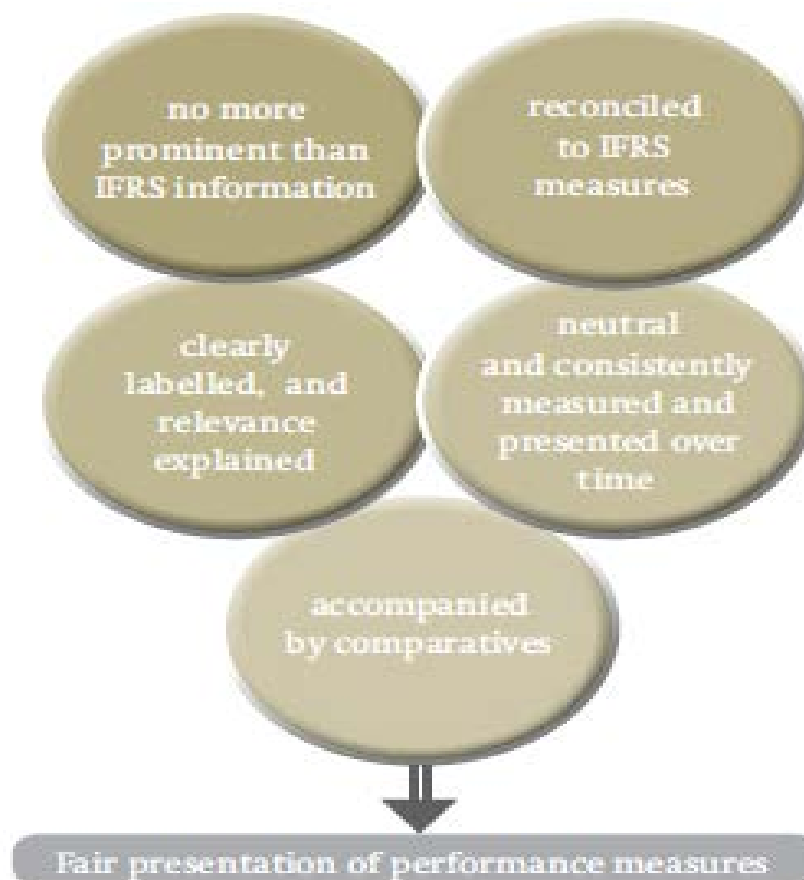 no more
prominent than
IFRS information
reconciled
to IFRS
measures
clearly
labelled, and
relevance
explained
neutral
and consistently
measured and
presented over
time
accompanied
by comparatives
Fair presentation of performance measures